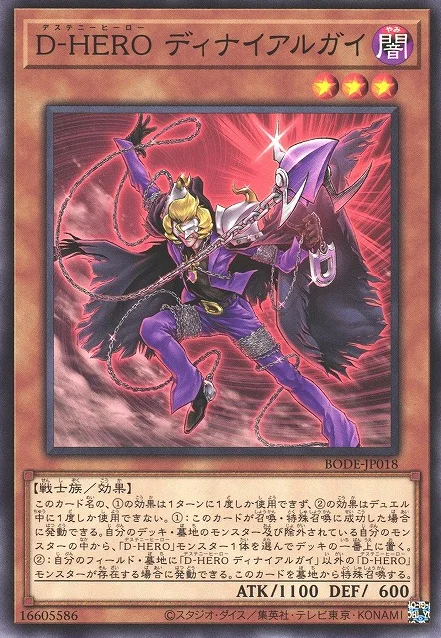 デステニーヒーロー
D-HERO ディナイアルガイ
やみ
闇
BODE-JP018
【戦士族/効果】
このカード名の、①の効果は1ターンに1度しか使用できず、②の効果はデュエル
中に1度しか使用できない。①:このカードが召喚・特殊召喚に成功した場合
に発動できる。自分のデッキ・墓地のモンスター及び除外されている自分のモン
スターの中から、「D-HERO」モンスター1体を選んでデッキの一番上に置く。
②:自分のフィールド・墓地に「D-HERO ディナイアルガイ」以外の「D-HERO」
モンスターが存在する場合に発動できる。このカードを墓地から特殊召喚する。
ATK/1100 DEF/ 600
16605586 ©スタジオ・ダイス/集英社・テレビ東京・KONAMI